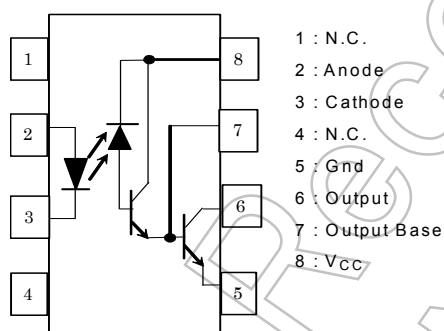 1
2
3
4
8
7
6
5
1 : N.C.
2 : Anode
3 : Cathode
4 : N.C.
5 : Gnd
6 : Output
7 : Output Base
8 : VCC
Rec